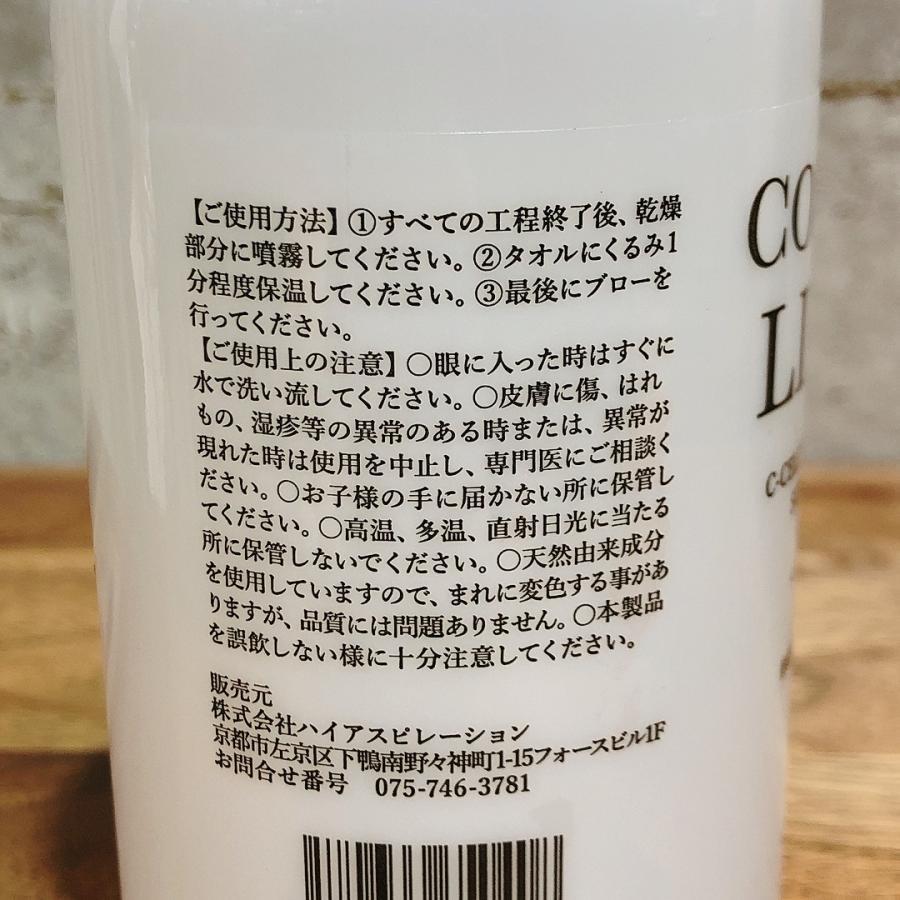 【ご使用方法】①すべての工程終了後、乾燥
部分に噴霧してください。②タオルにくるみ1
分程度保温してください。③最後にブローを
行ってください。
【ご使用上の注意】〇眼に入った時はすぐに
水で洗い流してください。〇皮膚に傷、はれ
もの、湿疹等の異常のある時または、異常が
現れた時は使用を中止し、専門医にご相談く
ださい。〇お子様の手に届かない所に保管し
てください。〇高温、多温、直射日光に当たる
所に保管しないでください。〇天然由来成分
を使用していますので、まれに変色する事があ
りますが、品質には問題ありません。〇本製品
を誤飲しない様に十分注意してください。
販売元
株式会社ハイアスピレーション
京都市左京区下鴨南野々神町1-15フォースビル1F
お問合せ番号 075-746-3781
CO
LI
C-C